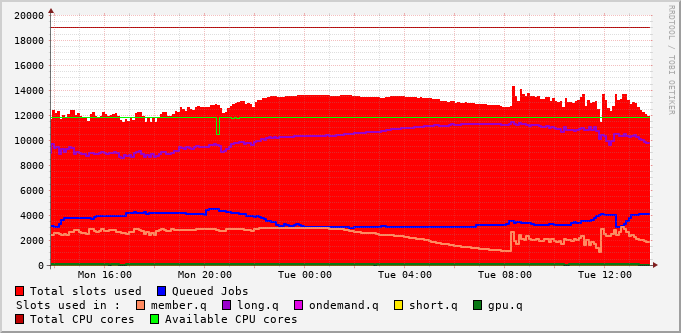 20000
18000
16000
14000
12000
10000
8000
6000
4000
2000
0
Mon 16:00 Mon 20:00 Tue 00:00 Tue 04:00 Tue 08:00 Tue 12:00
RRDTOOL / TOBI OETIKER
Total slots used Queued Jobs
Slots used in : member.q long.q ondemand.q short.q gpu.q
Total CPU cores Available CPU cores